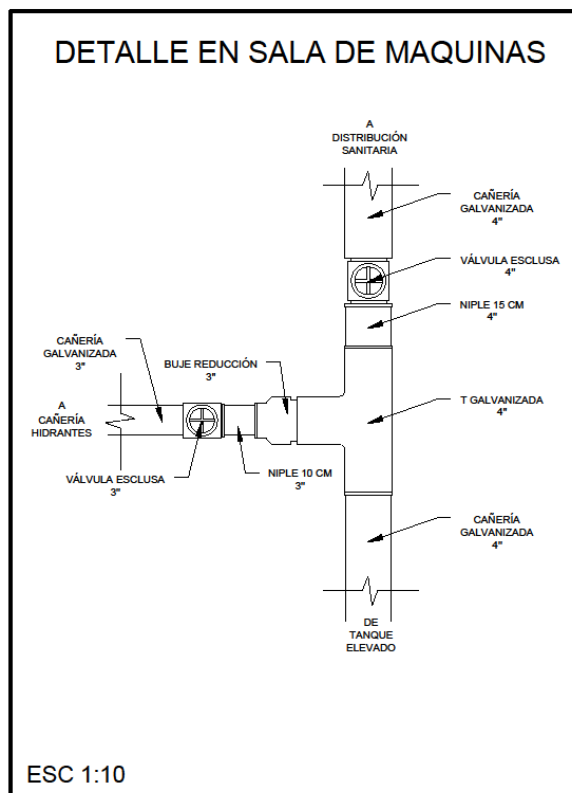 DETALLE EN SALA DE MAQUINAS
A
DISTRIBUCIÓN
SANITARIA
CAÑERÍA
GALVANIZADA
4"
VÁLVULA ESCLUSA
4"
NIPLE 15 CM
4"
CAÑERÍA
GALVANIZADA
3"
BUJE REDUCCIÓN
3"
A
CAÑERÍA
HIDRANTES
T GALVANIZADA
4"
VÁLVULA ESCLUSA
3"
NIPLE 10 CM
3"
CAÑERÍA
GALVANIZADA
4"
DE
TANQUE
ELEVADO
ESC 1:10